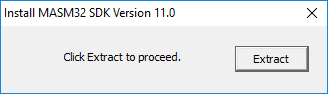 Install MASM32 SDK Version 11.0
Click Extract to proceed.
Extract